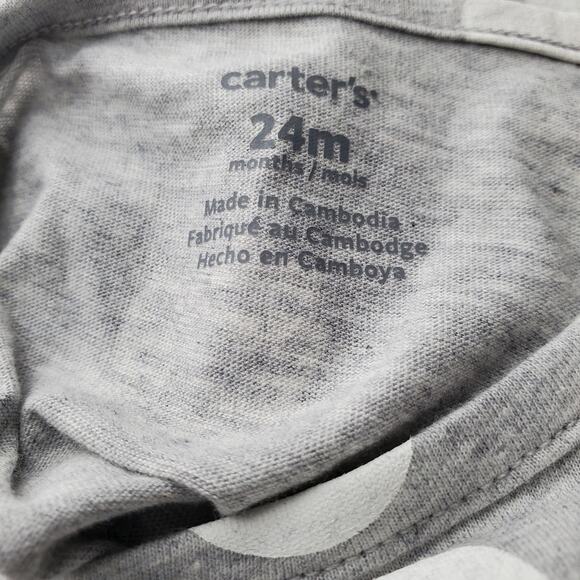 carter's
24m
months / mois
Made in Cambodia
Fabriqué au Cambodge
Hecho en Camboya